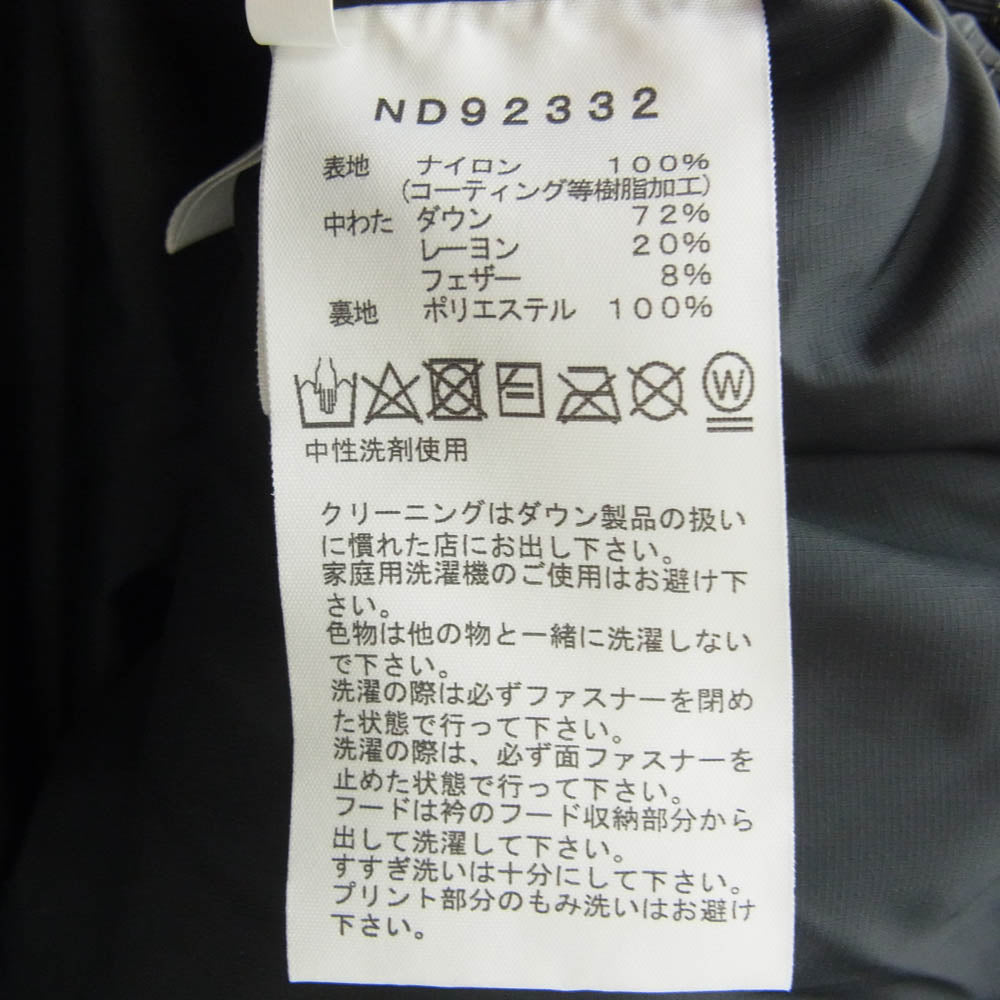 ND92332
表地 ナイロン 100%
(コーティング等樹脂加工)
中わた ダウン 72%
レーヨン 20%
フェザー 8%
裏地 ポリエステル 100%
W
中性洗剤使用
クリーニングはダウン製品の扱い
に慣れた店にお出し下さい。
家庭用洗濯機のご使用はお避け下
さい。
色物は他の物と一緒に洗濯しない
で下さい。
洗濯の際は必ずファスナーを閉め
た状態で行って下さい。
洗濯の際は、必ず面ファスナーを
止めた状態で行って下さい。
フードは衿のフード収納部分から
出して洗濯して下さい。
すすぎ洗いは十分にして下さい。
プリント部分のもみ洗いはお避け
下さい。